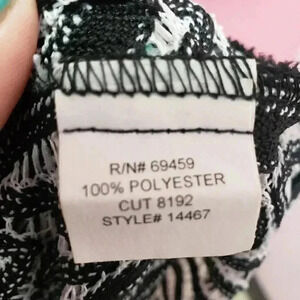 R/N# 69459
100% POLYESTER
CUT 8192
STYLE# 14467